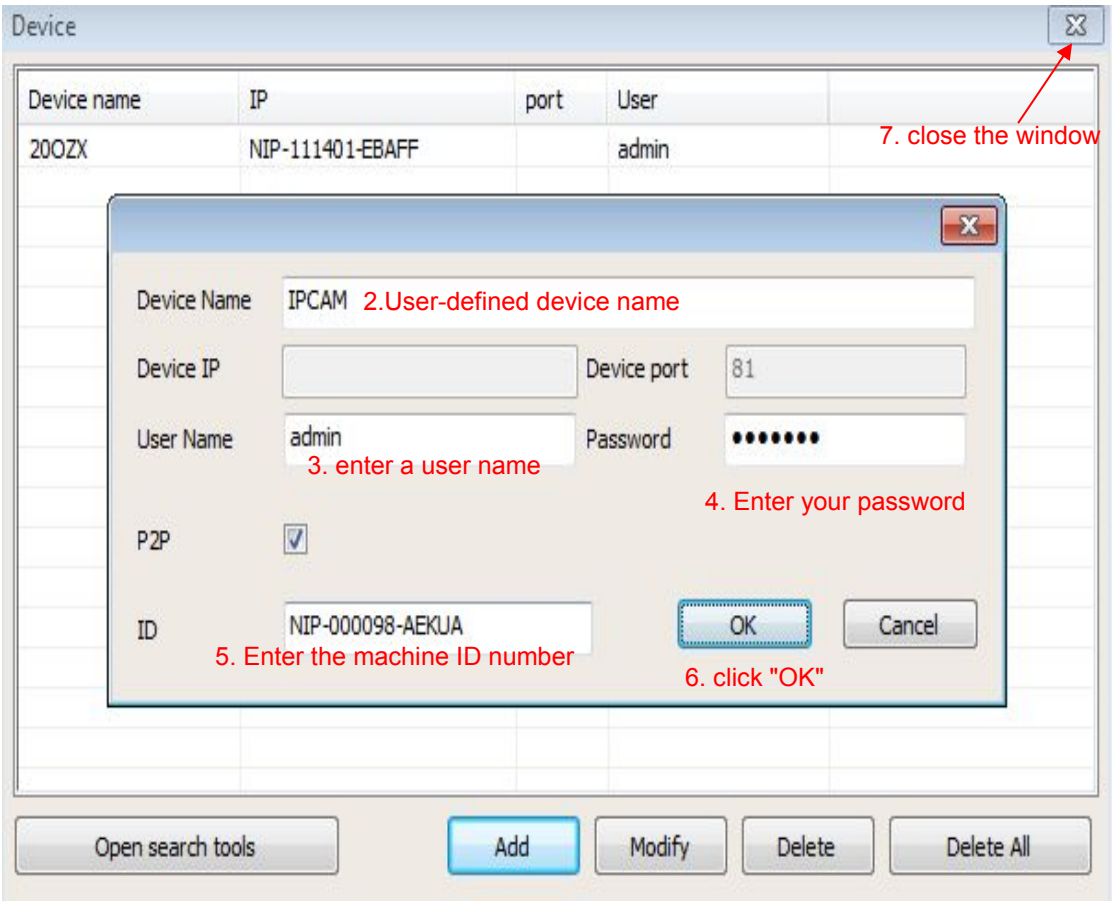 Device
Device name IP port User
7. close the window
20OZX NIP-111401-EBAFF admin
Device Name IPCAM 2.User-defined device name
Device IP Device port 81
User Name admin Password •••••••
3. enter a user name
4. Enter your password
P2P
ID NIP-000098-AEKUA OK Cancel
5. Enter the machine ID number
6. click "OK"
Open search tools Add Modify Delete Delete All